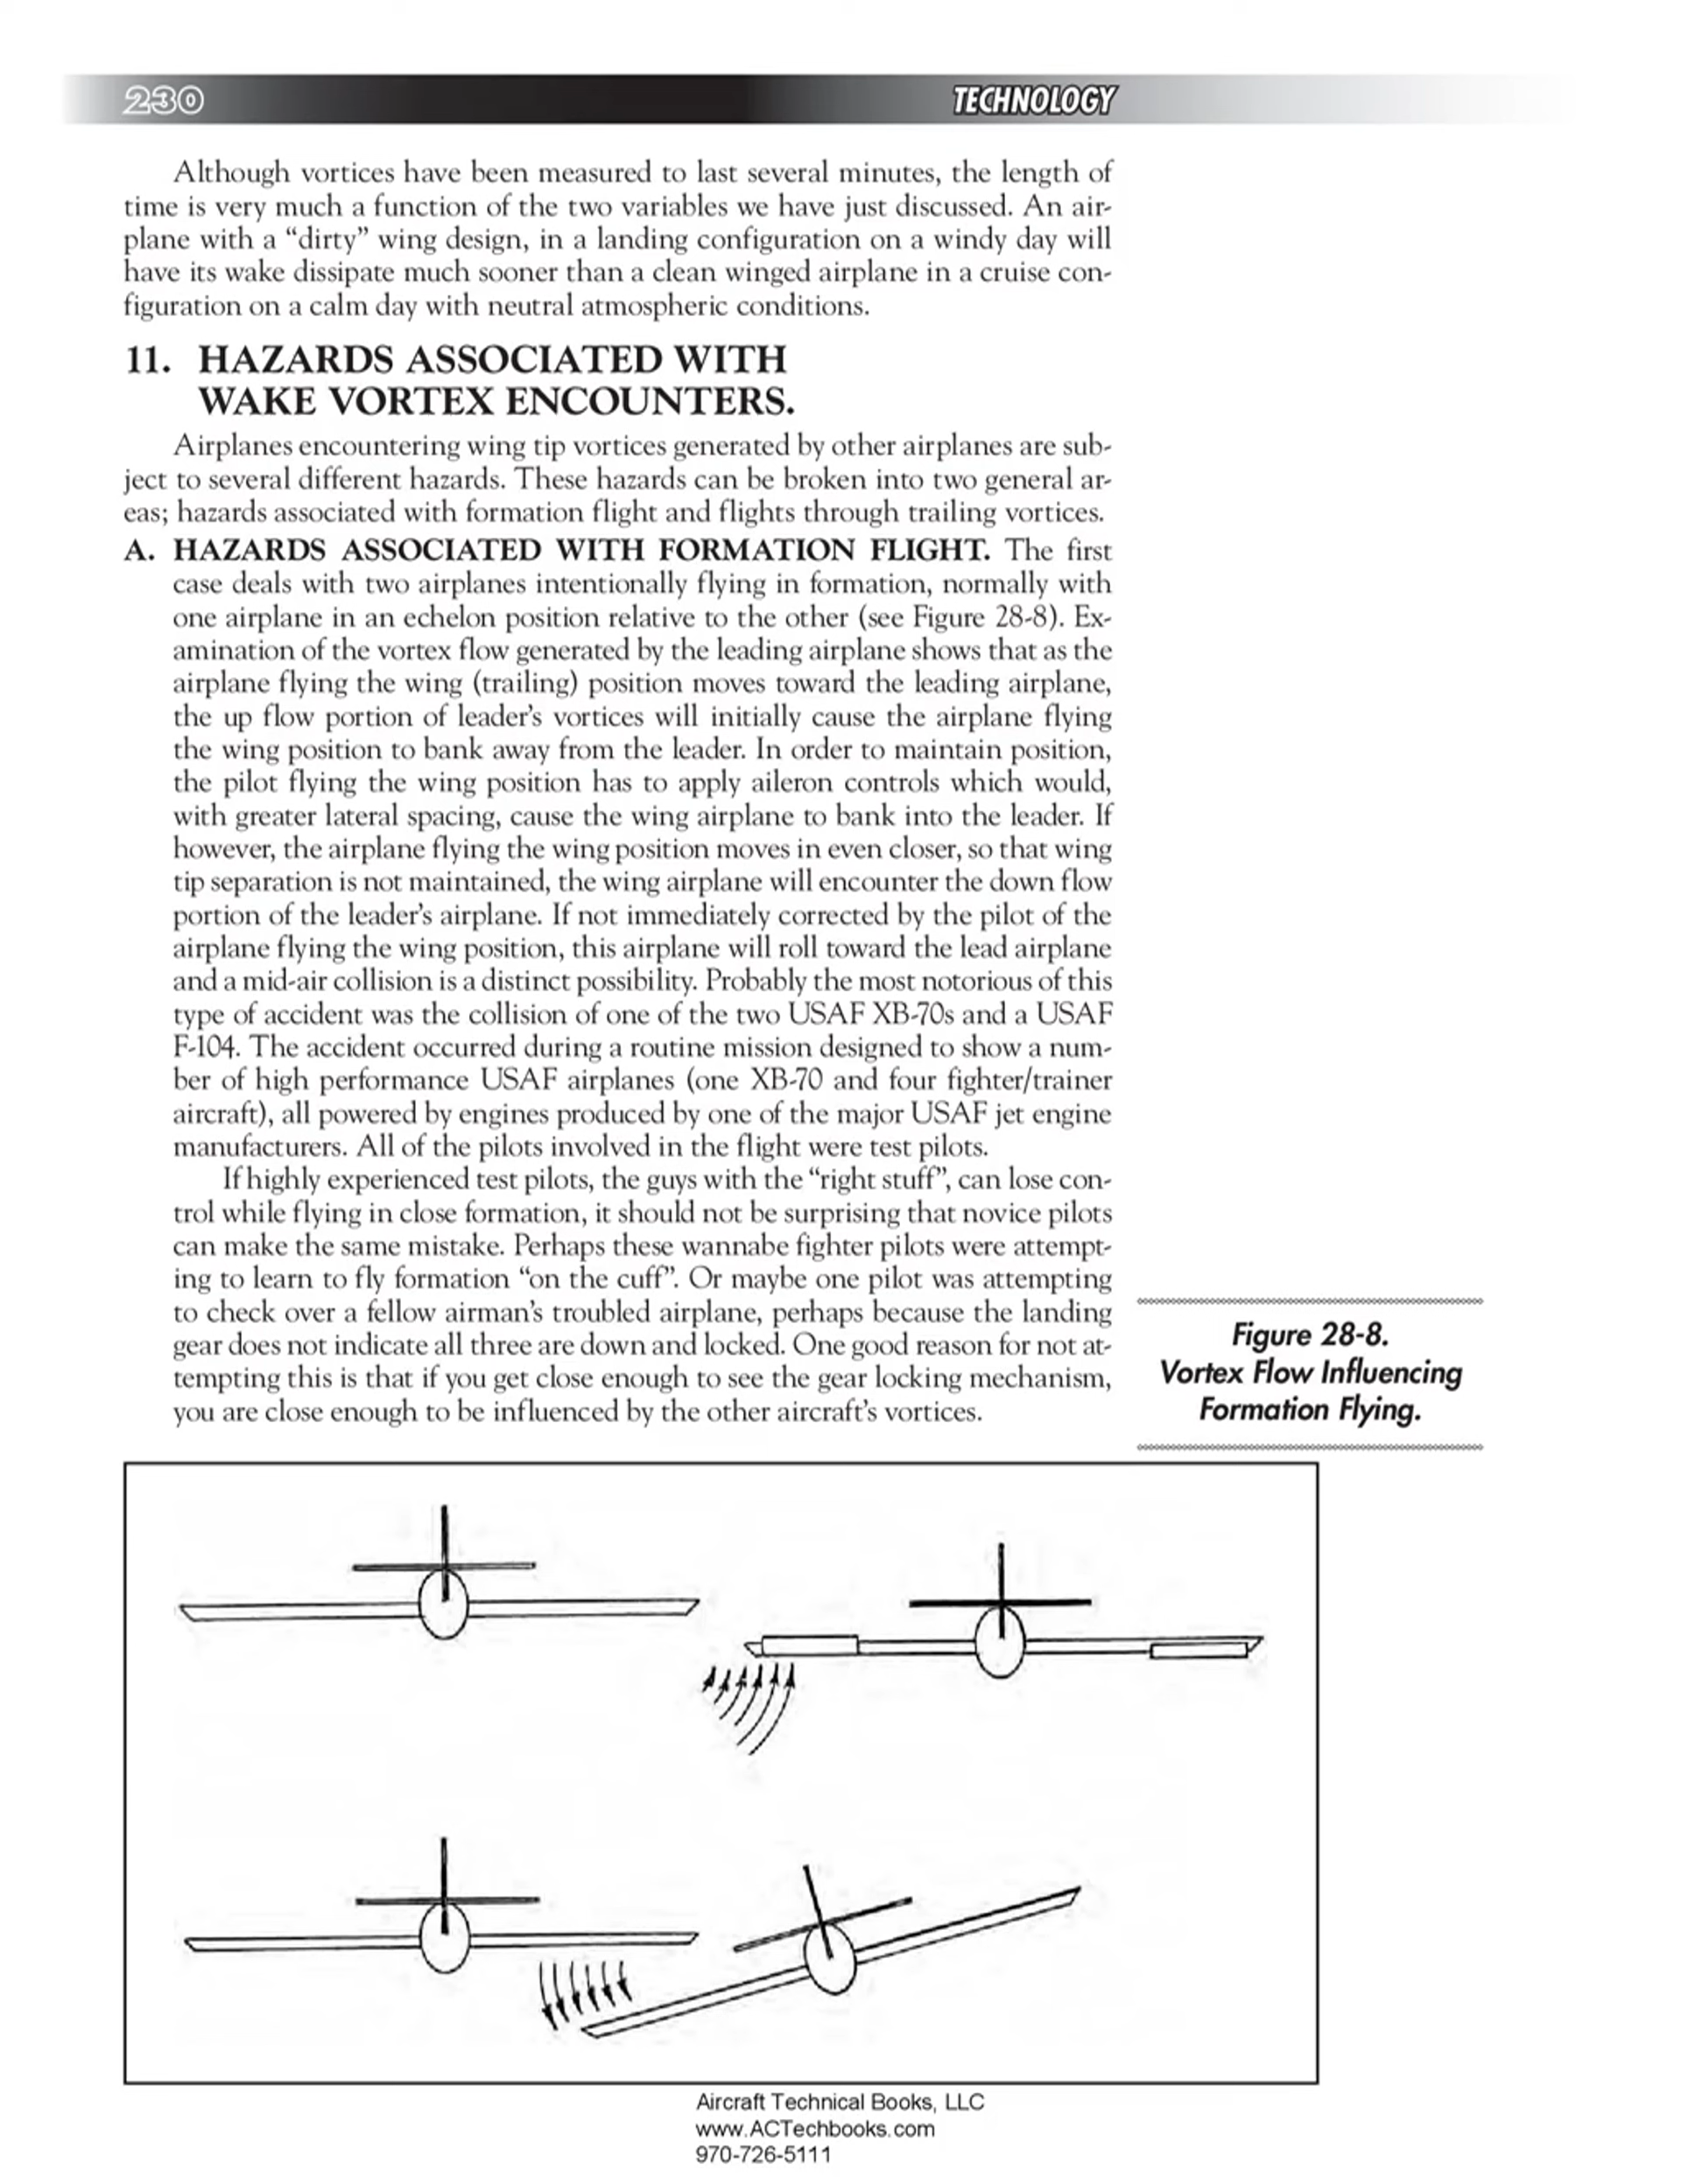 230
TECHNOLOGY
Although vortices have been measured to last several minutes, the length of
time is very much a function of the two variables we have just discussed. An air-
plane with a “dirty” wing design, in a landing configuration on a windy day will
have its wake dissipate much sooner than a clean winged airplane in a cruise con-
figuration on a calm day with neutral atmospheric conditions.
11. HAZARDS ASSOCIATED WITH
WAKE VORTEX ENCOUNTERS.
Airplanes encountering wing tip vortices generated by other airplanes are sub-
ject to several different hazards. These hazards can be broken into two general ar-
eas; hazards associated with formation flight and flights through trailing vortices.
A. HAZARDS ASSOCIATED WITH FORMATION FLIGHT. The first
case deals with two airplanes intentionally flying in formation, normally with
one airplane in an echelon position relative to the other (see Figure 28-8). Ex-
amination of the vortex flow generated by the leading airplane shows that as the
airplane flying the wing (trailing) position moves toward the leading airplane,
the up flow portion of leader’s vortices will initially cause the airplane flying
the wing position to bank away from the leader. In order to maintain position,
the pilot flying the wing position has to apply aileron controls which would,
with greater lateral spacing, cause the wing airplane to bank into the leader. If
however, the airplane flying the wing position moves in even closer, so that wing
tip separation is not maintained, the wing airplane will encounter the down flow
portion of the leader’s airplane. If not immediately corrected by the pilot of the
airplane flying the wing position, this airplane will roll toward the lead airplane
and a mid-air collision is a distinct possibility. Probably the most notorious of this
type of accident was the collision of one of the two USAF XB-70s and a USAF
F-104. The accident occurred during a routine mission designed to show a num-
ber of high performance USAF airplanes (one XB-70 and four fighter/trainer
aircraft), all powered by engines produced by one of the major USAF jet engine
manufacturers. All of the pilots involved in the flight were test pilots.
If highly experienced test pilots, the guys with the “right stuff”, can lose con-
trol while flying in close formation, it should not be surprising that novice pilots
can make the same mistake. Perhaps these wannabe fighter pilots were attempt-
ing to learn to fly formation “on the cuff”. Or maybe one pilot was attempting
to check over a fellow airman’s troubled airplane, perhaps because the landing
gear does not indicate all three are down and locked. One good reason for not at-
tempting this is that if you get close enough to see the gear locking mechanism,
you are close enough to be influenced by the other aircraft’s vortices.
Figure 28-8.
Vortex Flow Influencing
Formation Flying.
Aircraft Technical Books, LLC
www.ACTechbooks.com
970-726-5111